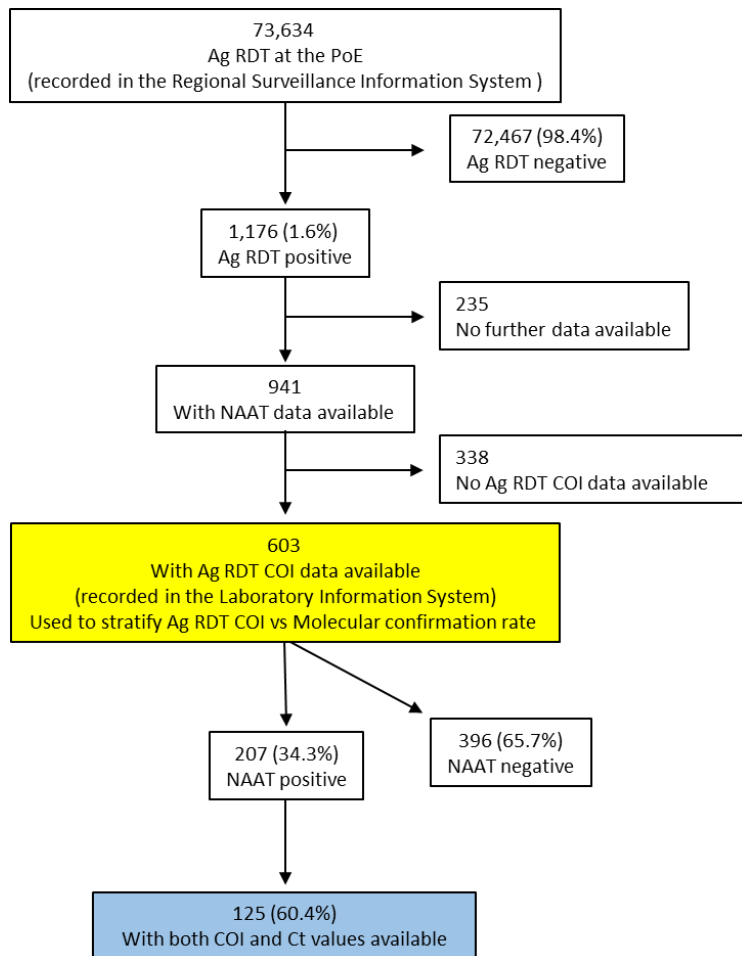 73,634
Ag RDT at the PoE
(recorded in the Regional Surveillance Information System )
72,467 (98.4%)
Ag RDT negative
1,176 (1.6%)
Ag RDT positive
235
No further data available
941
With NAAT data available
338
No Ag RDT COI data available
603
With Ag RDT COI data available
(recorded in the Laboratory Information System)
Used to stratify Ag RDT COI vs Molecular confirmation rate
207 (34.3%)
NAAT positive
396 (65.7%)
NAAT negative
125 (60.4%)
With both COI and Ct values available